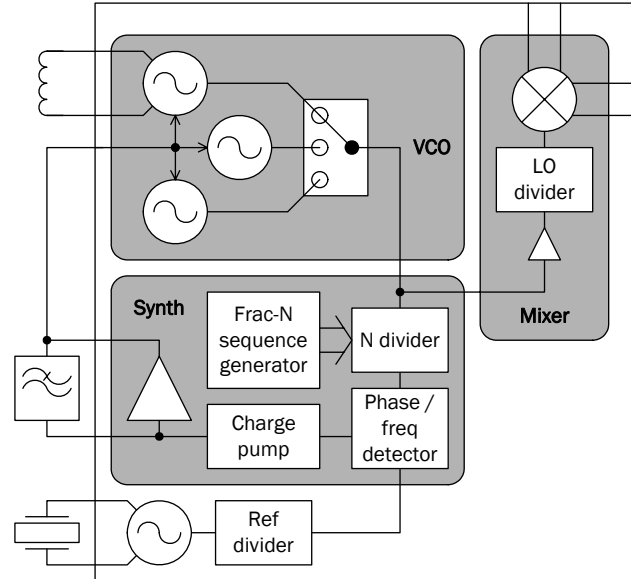 VCO
LO
divider
Mixer
Synth
Frac-N
sequence
generator
N divider
Charge
pump
Phase /
freq
detector
Ref
divider